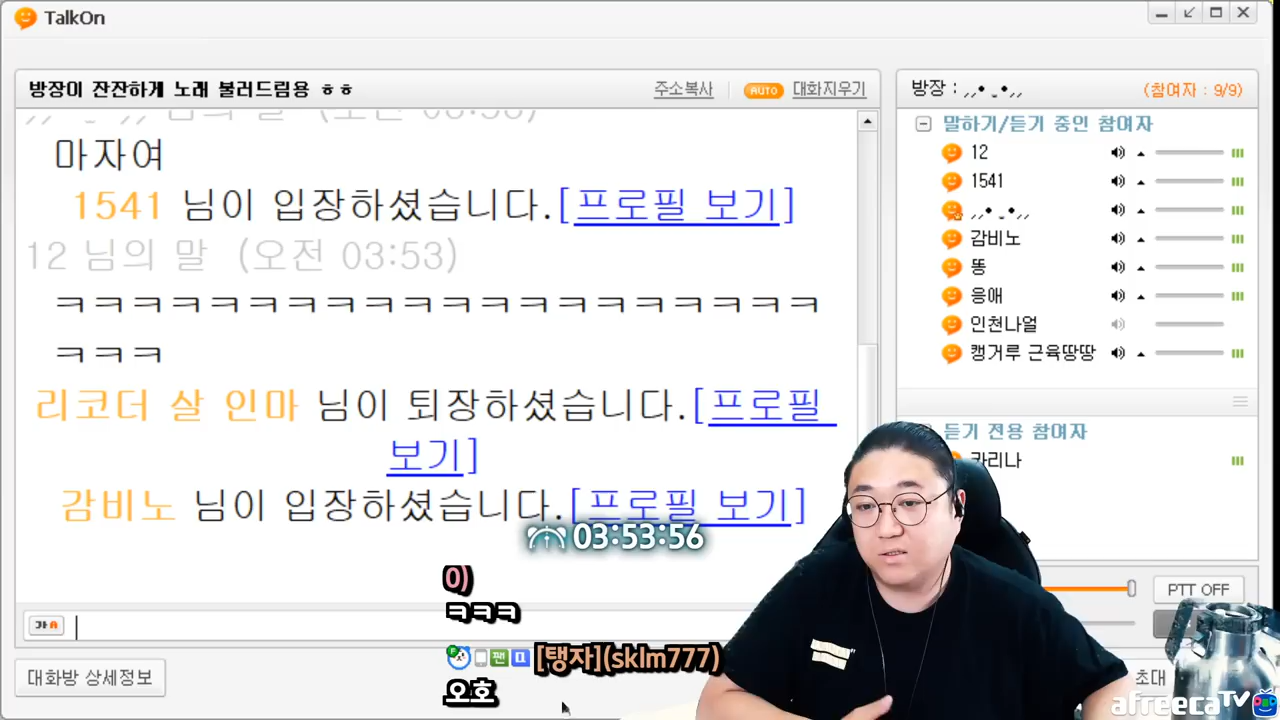 TalkOn
방장이 잔잔하게 노래 불러드림용 ㅎㅎ
주소복사
AUTO
대화지우기
마자여
1541 님이 입장하셨습니다.[프로필 보기]
12 님의 말 (오전 03:53)
ㅋㅋㅋㅋㅋㅋㅋㅋㅋㅋㅋㅋㅋㅋㅋㅋㅋㅋㅋㅋ
ㅋㅋㅋ
리코더 살 인마 님이 퇴장하셨습니다.[프로필
보기]
감비노 님이 입장하셨습니다.[프로필 보기]
03:53:56
이)
ㅋㅋㅋ
[탱자](sklm777)
오호
가A
대화방 상세정보
방장 : ,,• ̫•,,
(참여자 : 9/9)
말하기/듣기 중인 참여자
12
1541
,,• ̫•,,
감비노
똥
응애
인천나얼
캥거루 근육땅땅
듣기 전용 참여자
카리나
PTT OFF
초대
afreecaTV